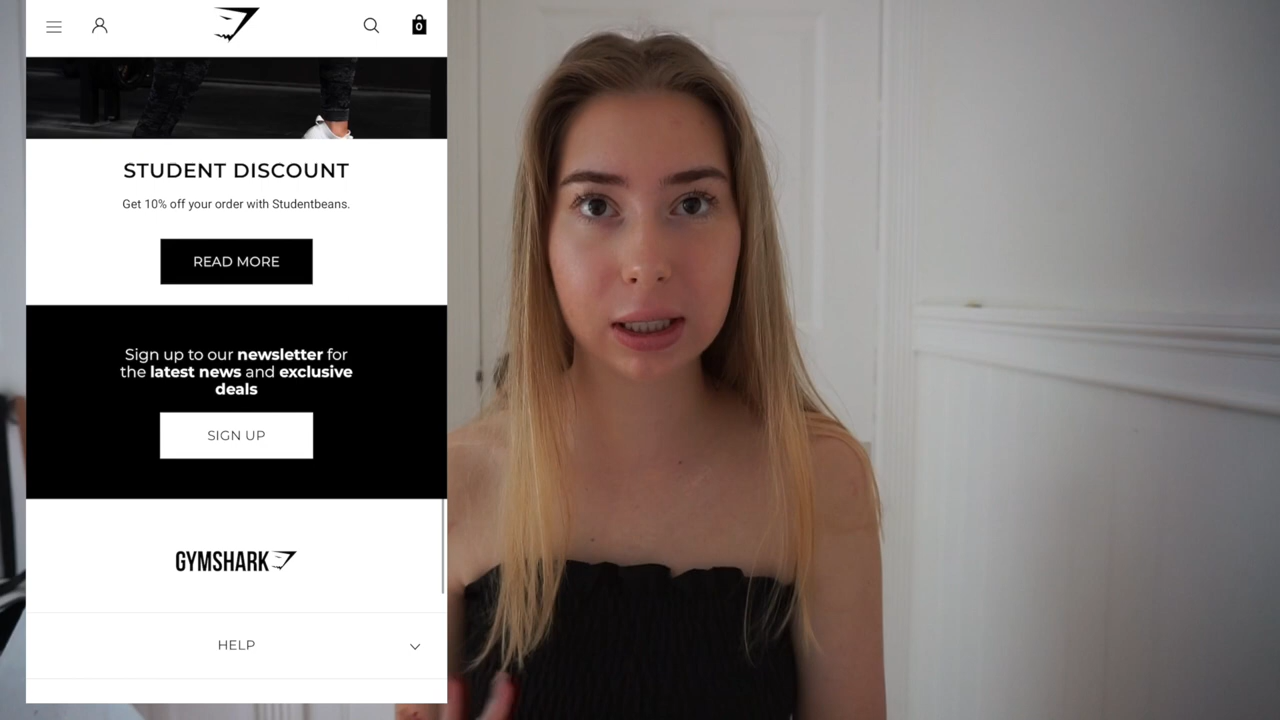 0
STUDENT DISCOUNT
Get 10% off your order with Studentbeans.
READ MORE
Sign up to our newsletter for
the latest news and exclusive
deals
SIGN UP
GYMSHARK
HELP